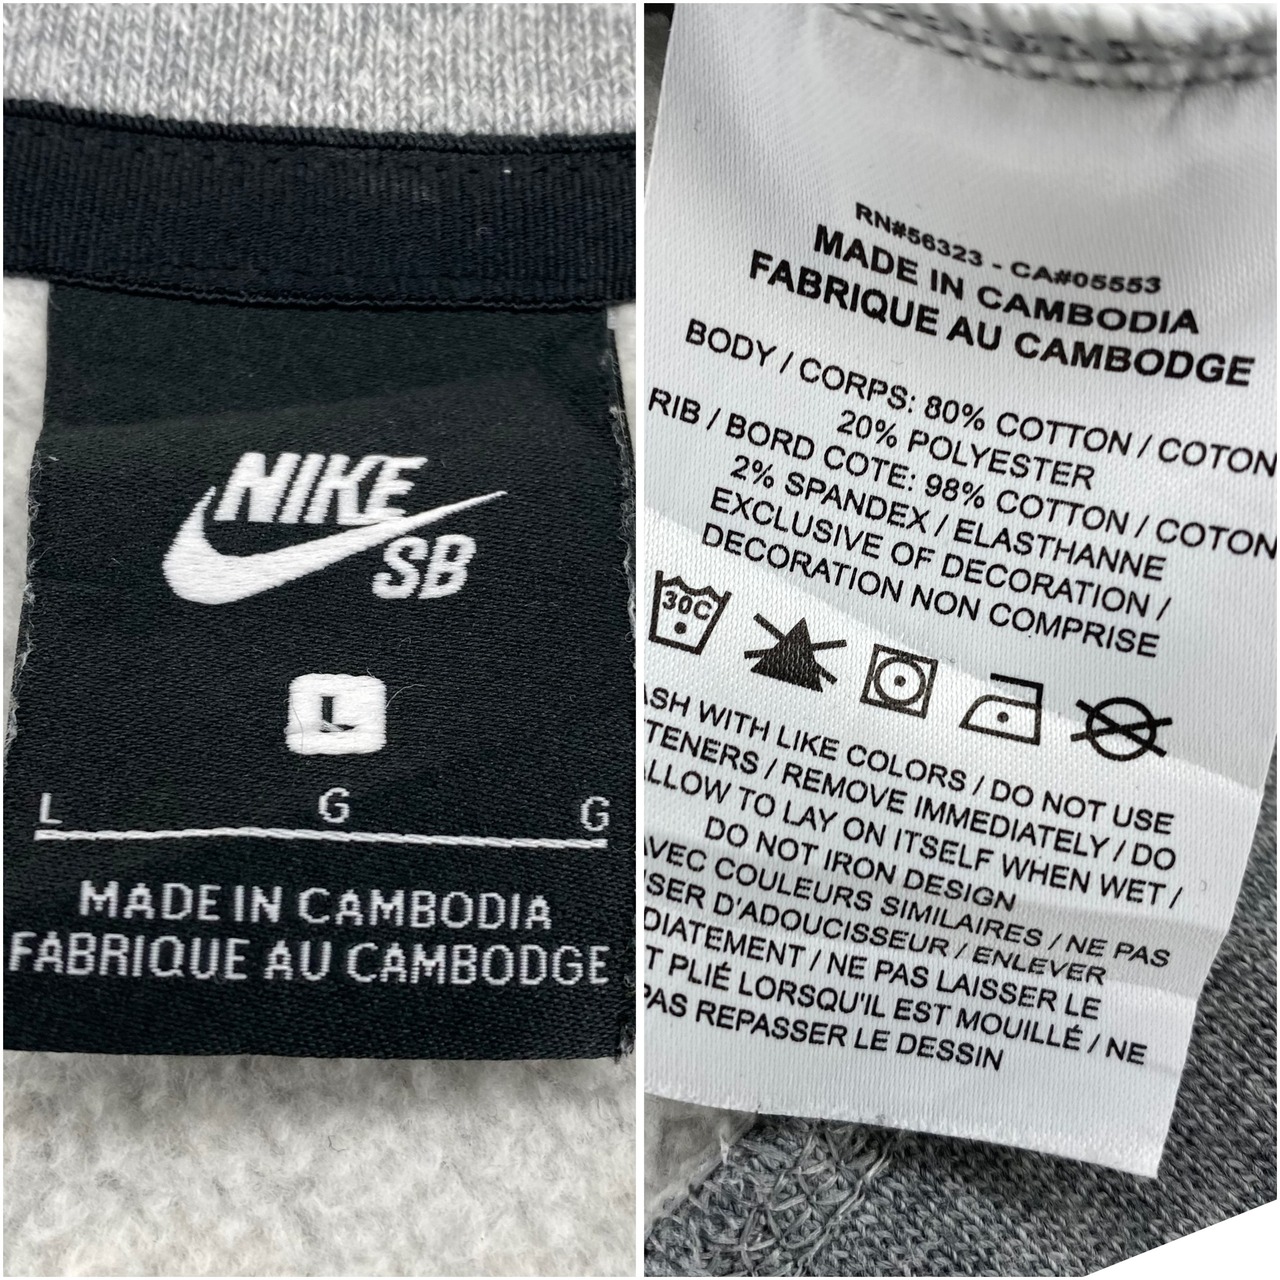 NIKE
SB
L
L G G
MADE IN CAMBODIA
FABRIQUE AU CAMBODGE
RN#56323 - CA#05553
MADE IN CAMBODIA
FABRIQUE AU CAMBODGE
BODY / CORPS: 80% COTTON / COTON
20% POLYESTER
RIB / BORD COTE: 98% COTTON / COTON
2% SPANDEX / ELASTHANNE
EXCLUSIVE OF DECORATION /
DECORATION NON COMPRISE
30C
ASH WITH LIKE COLORS / DO NOT USE
TENERS / REMOVE IMMEDIATELY / DO
ALLOW TO LAY ON ITSELF WHEN WET /
DO NOT IRON DESIGN
AVEC COULEURS SIMILAIRES / NE PAS
ISER D'ADOUCISSEUR / ENLEVER
DIATEMENT / NE PAS LAISSER LE
T PLIÉ LORSQU'IL EST MOUILLÉ / NE
PAS REPASSER LE DESSIN